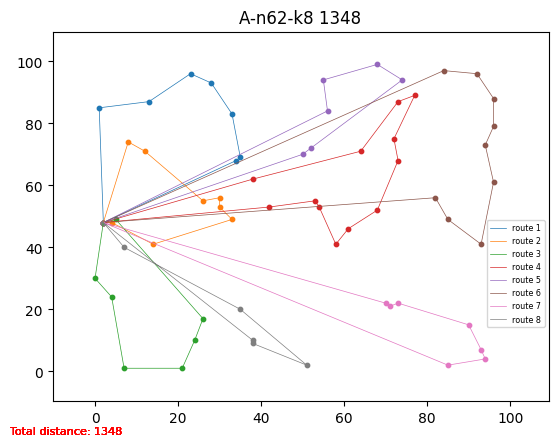 A-n62-k8 1348
100
80
60
40
20
0
route 1
route 2
route 3
route 4
route 5
route 6
route 7
route 8
0 20 40 60 80 100
Total distance: 1348